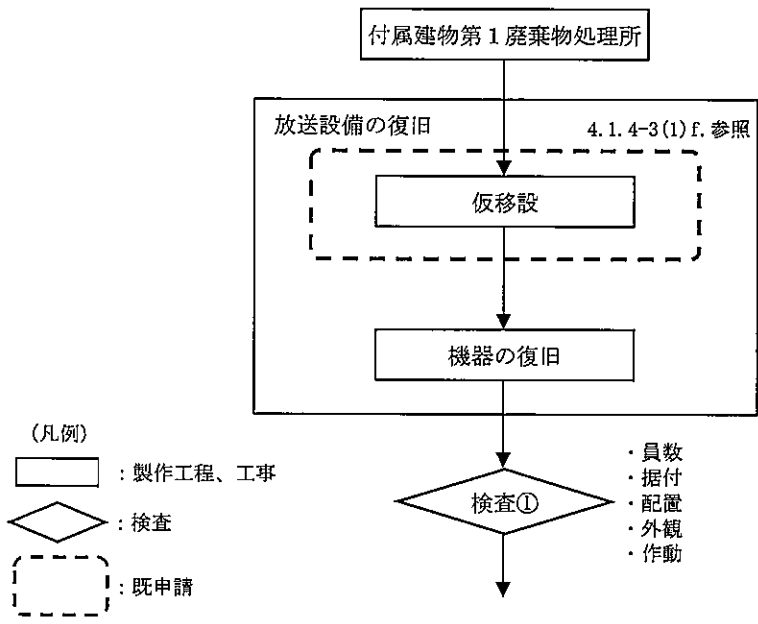 付属建物第1廃棄物処理所
放送設備の復旧
4.1.4-3(1)f.参照
仮移設
機器の復旧
検査①
・員数
・据付
・配置
・外観
・作動
(凡例)
：製作工程、工事
：検査
：既申請